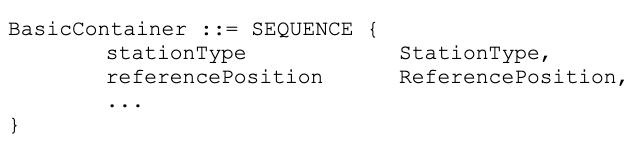 BasicContainer ::= SEQUENCE {
        stationType            StationType,
        referencePosition      ReferencePosition,
        ...
}